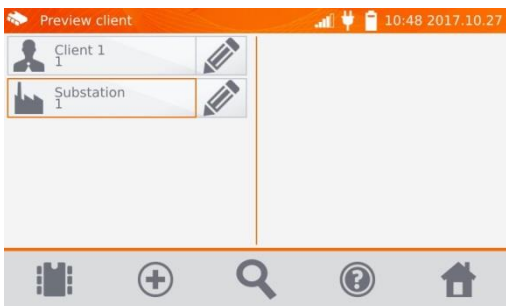 Preview client
10:48 2017.10.27
Client 1
1
Substation
1